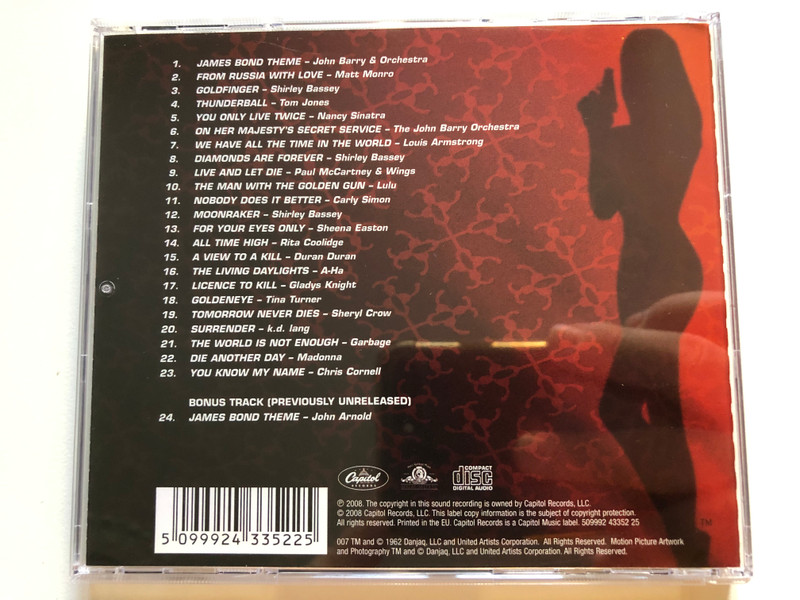 1. JAMES BOND THEME – John Barry & Orchestra
2. FROM RUSSIA WITH LOVE – Matt Monro
3. GOLDFINGER – Shirley Bassey
4. THUNDERBALL – Tom Jones
5. YOU ONLY LIVE TWICE – Nancy Sinatra
6. ON HER MAJESTY'S SECRET SERVICE – The John Barry Orchestra
7. WE HAVE ALL THE TIME IN THE WORLD – Louis Armstrong
8. DIAMONDS ARE FOREVER – Shirley Bassey
9. LIVE AND LET DIE – Paul McCartney & Wings
10. THE MAN WITH THE GOLDEN GUN – Lulu
11. NOBODY DOES IT BETTER – Carly Simon
12. MOONRAKER – Shirley Bassey
13. FOR YOUR EYES ONLY – Sheena Easton
14. ALL TIME HIGH – Rita Coolidge
15. A VIEW TO A KILL – Duran Duran
16. THE LIVING DAYLIGHTS – A-Ha
17. LICENCE TO KILL – Gladys Knight
18. GOLDENEYE – Tina Turner
19. TOMORROW NEVER DIES – Sheryl Crow
20. SURRENDER – k.d. lang
21. THE WORLD IS NOT ENOUGH – Garbage
22. DIE ANOTHER DAY – Madonna
23. YOU KNOW MY NAME – Chris Cornell
BONUS TRACK (PREVIOUSLY UNRELEASED)
24. JAMES BOND THEME – John Arnold
Capitol
RECORDS
COMPACT
disc
DIGITAL AUDIO
℗ 2008. The copyright in this sound recording is owned by Capitol Records, LLC.
© 2008 Capitol Records, LLC. This label copy information is the subject of copyright protection.
All rights reserved. Printed in the EU. Capitol Records is a Capitol Music label. 509992 43352 25
TM
5 099924 335225
007 TM and © 1962 Danjaq, LLC and United Artists Corporation. All Rights Reserved. Motion Picture Artwork
and Photography TM and © Danjaq, LLC and United Artists Corporation. All Rights Reserved.